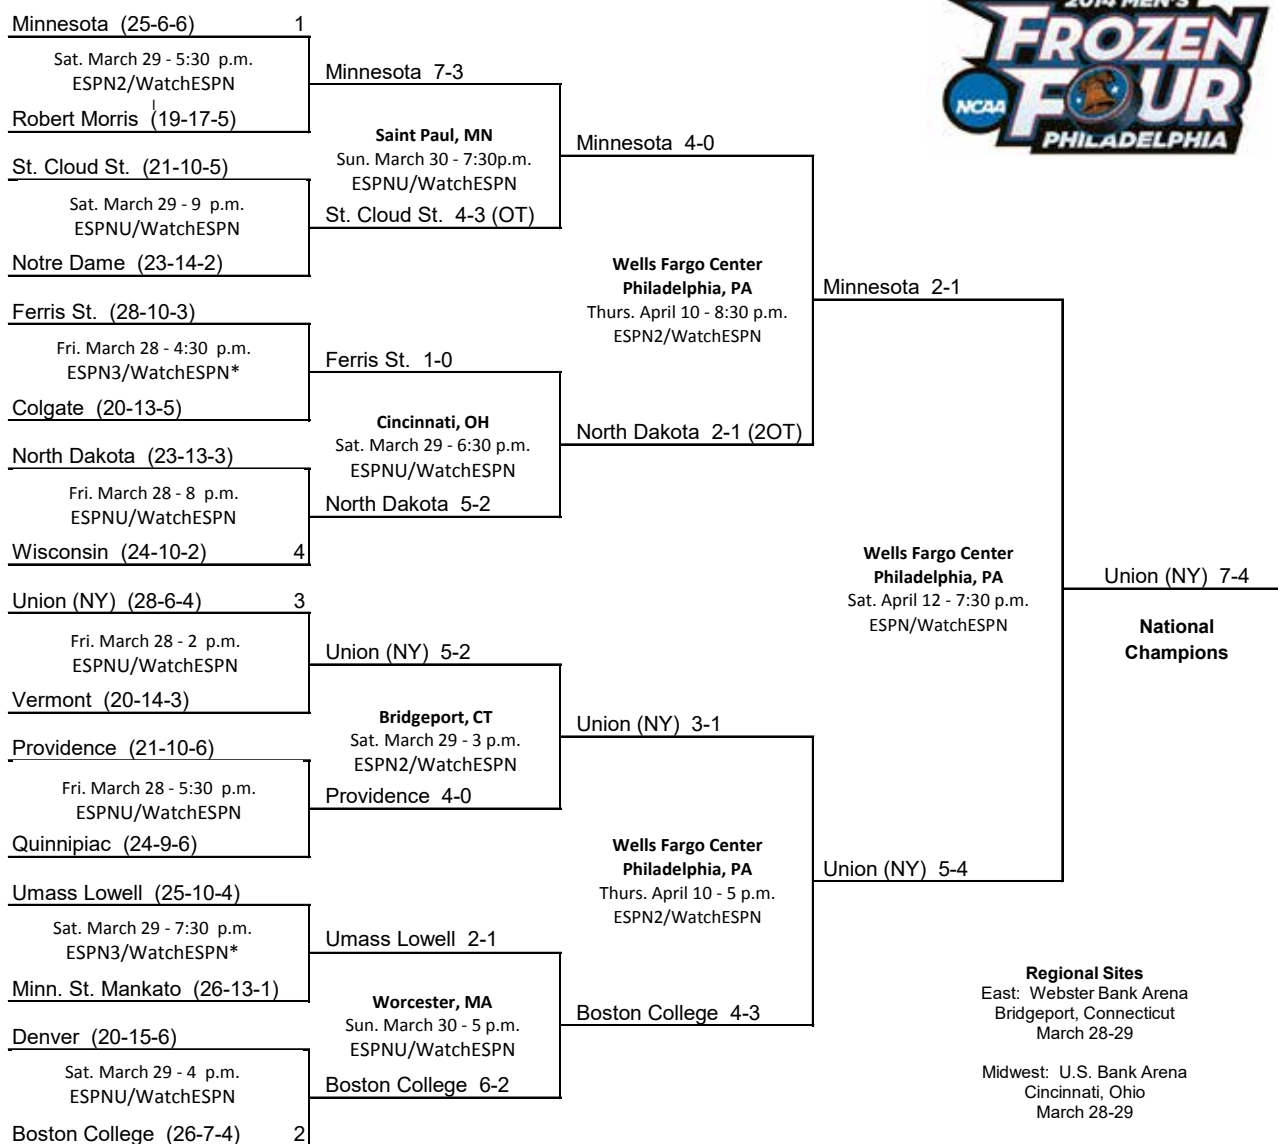 2014 MEN'S
FROZEN
FOUR
NCAA
PHILADELPHIA
Minnesota (25-6-6) 1
Sat. March 29 - 5:30 p.m.
ESPN2/WatchESPN
Robert Morris (19-17-5)
St. Cloud St. (21-10-5)
Sat. March 29 - 9 p.m.
ESPNU/WatchESPN
Notre Dame (23-14-2)
Ferris St. (28-10-3)
Fri. March 28 - 4:30 p.m.
ESPN3/WatchESPN*
Colgate (20-13-5)
North Dakota (23-13-3)
Fri. March 28 - 8 p.m.
ESPNU/WatchESPN
Wisconsin (24-10-2) 4
Union (NY) (28-6-4) 3
Fri. March 28 - 2 p.m.
ESPNU/WatchESPN
Vermont (20-14-3)
Providence (21-10-6)
Fri. March 28 - 5:30 p.m.
ESPNU/WatchESPN
Quinnipiac (24-9-6)
Umass Lowell (25-10-4)
Sat. March 29 - 7:30 p.m.
ESPN3/WatchESPN*
Minn. St. Mankato (26-13-1)
Denver (20-15-6)
Sat. March 29 - 4 p.m.
ESPNU/WatchESPN
Boston College (26-7-4) 2
Minnesota 7-3
Saint Paul, MN
Sun. March 30 - 7:30p.m.
ESPNU/WatchESPN
St. Cloud St. 4-3 (OT)
Ferris St. 1-0
Cincinnati, OH
Sat. March 29 - 6:30 p.m.
ESPNU/WatchESPN
North Dakota 5-2
Union (NY) 5-2
Bridgeport, CT
Sat. March 29 - 3 p.m.
ESPN2/WatchESPN
Providence 4-0
Umass Lowell 2-1
Worcester, MA
Sun. March 30 - 5 p.m.
ESPNU/WatchESPN
Boston College 6-2
Minnesota 4-0
Wells Fargo Center
Philadelphia, PA
Thurs. April 10 - 8:30 p.m.
ESPN2/WatchESPN
North Dakota 2-1 (2OT)
Union (NY) 3-1
Wells Fargo Center
Philadelphia, PA
Thurs. April 10 - 5 p.m.
ESPN2/WatchESPN
Boston College 4-3
Minnesota 2-1
Wells Fargo Center
Philadelphia, PA
Sat. April 12 - 7:30 p.m.
ESPN/WatchESPN
Union (NY) 5-4
Union (NY) 7-4
National
Champions
Regional Sites
East: Webster Bank Arena
Bridgeport, Connecticut
March 28-29
Midwest: U.S. Bank Arena
Cincinnati, Ohio
March 28-29